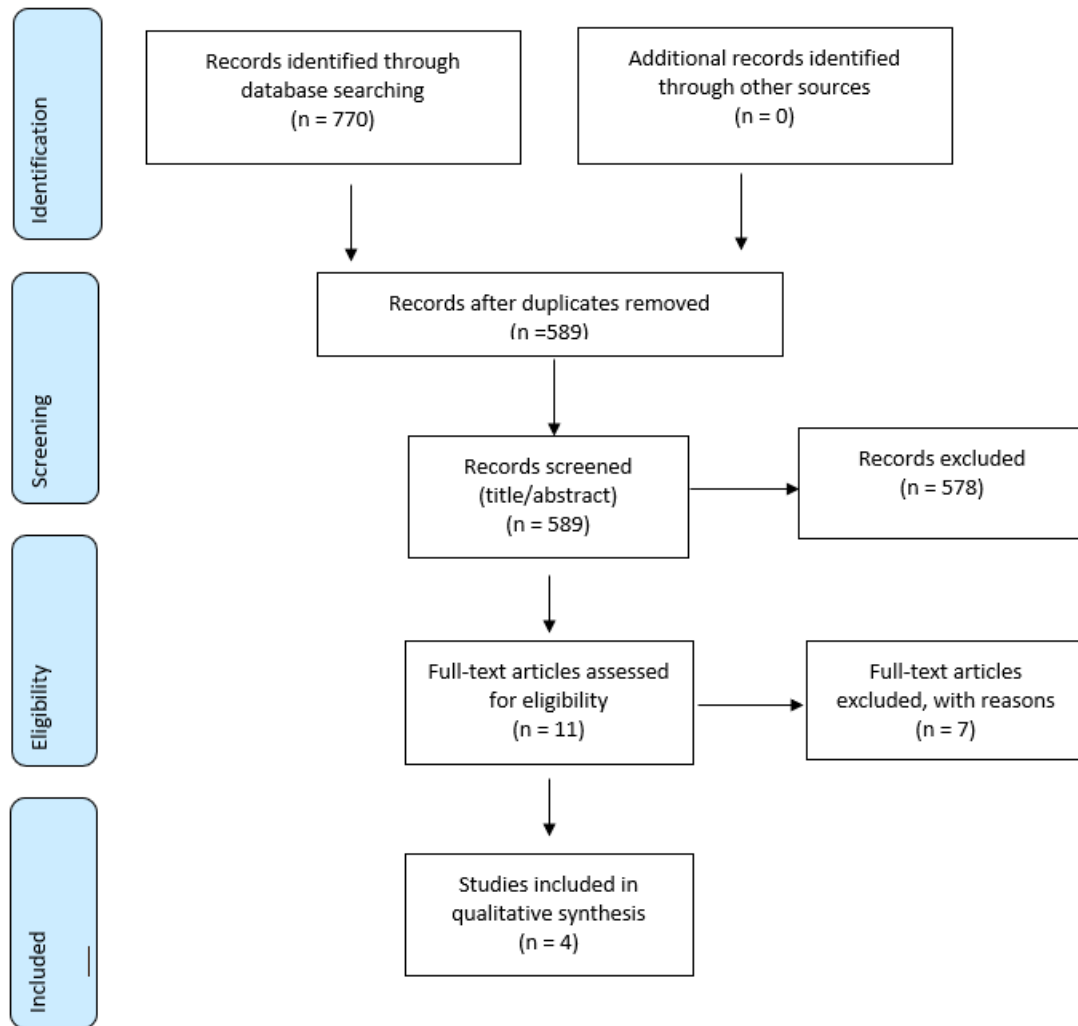 Identification
Records identified through
database searching
(n = 770)
Additional records identified
through other sources
(n = 0)
Screening
Records after duplicates removed
(n =589)
Records screened
(title/abstract)
(n = 589)
Records excluded
(n = 578)
Eligibility
Full-text articles assessed
for eligibility
(n = 11)
Full-text articles
excluded, with reasons
(n = 7)
Included
Studies included in
qualitative synthesis
(n = 4)